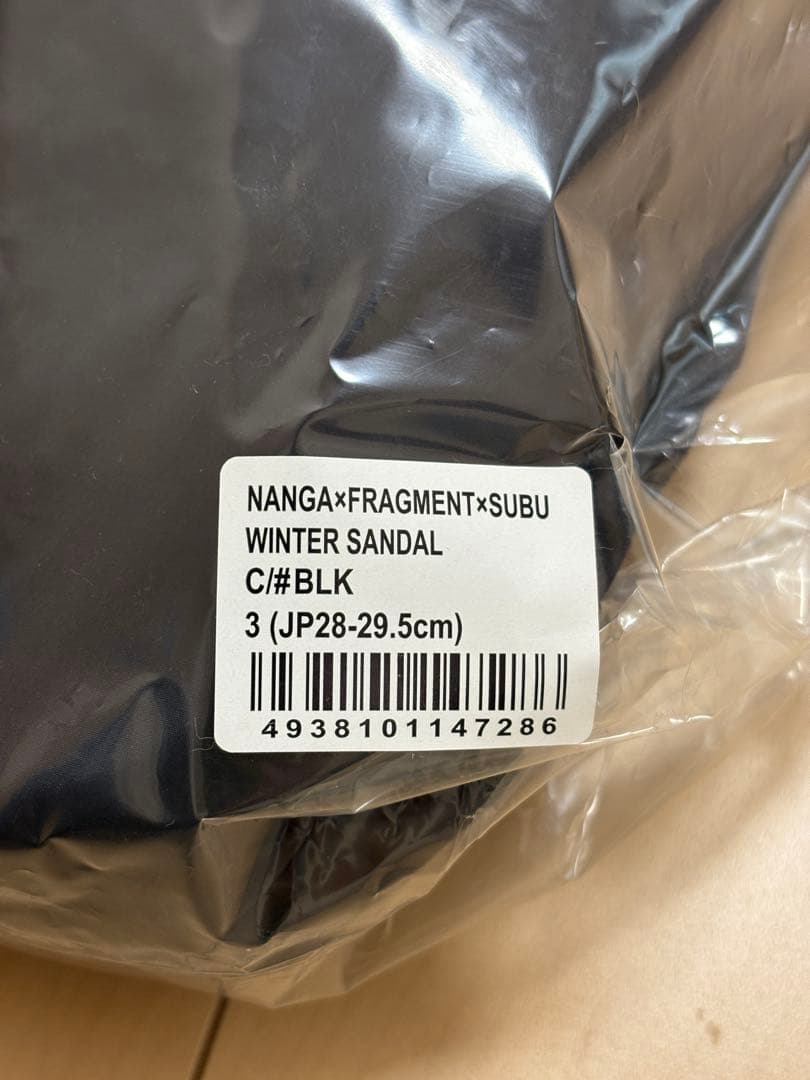 NANGA×FRAGMENT×SUBU
WINTER SANDAL
C/#BLK
3 (JP28-29.5cm)
4938101147286